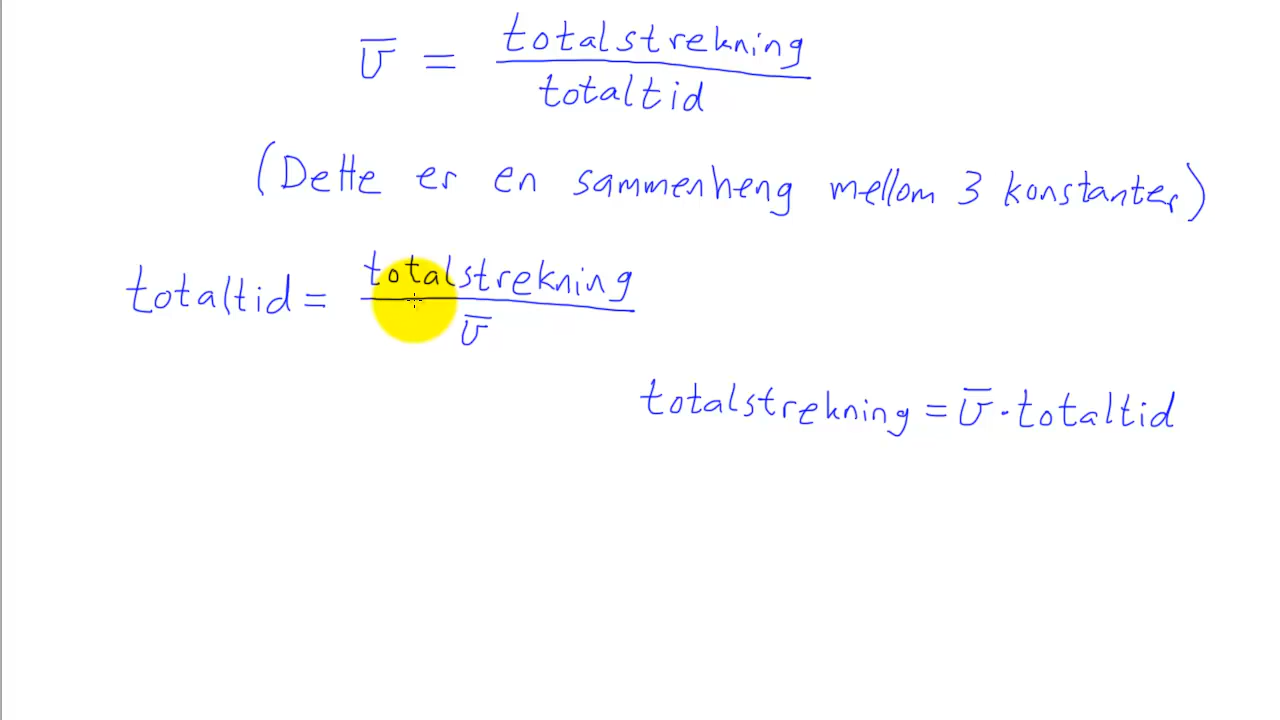 v̄ = totalstrekning / totaltid
(Dette er en sammenheng mellom 3 konstanter)
totaltid = totalstrekning / v̄
totalstrekning = v̄ · totaltid